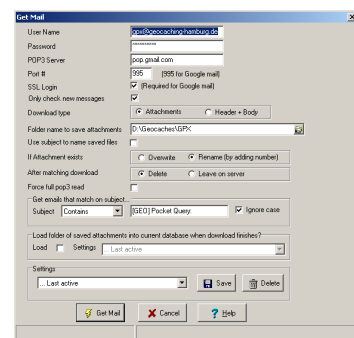 Get Mail
User Name gpx@geocaching-hamburg.de
Password ***********
POP3 Server pop.gmail.com
Port # 995 (995 for Google mail)
SSL Login (Required for Google mail)
Only check new messages
Download type Attachments Header + Body
Folder name to save attachments D:\Geocaches\GPX
Use subject to name saved files
If Attachment exists Overwrite Rename (by adding number)
After matching download Delete Leave on server
Force full pop3 read
Get emails that match on subject...
Subject Contains [GEO] Pocket Query: Ignore case
Load folder of saved attachments into current database when download finishes?
Load Settings ... Last active
Settings
... Last active Save Delete
Get Mail Cancel Help